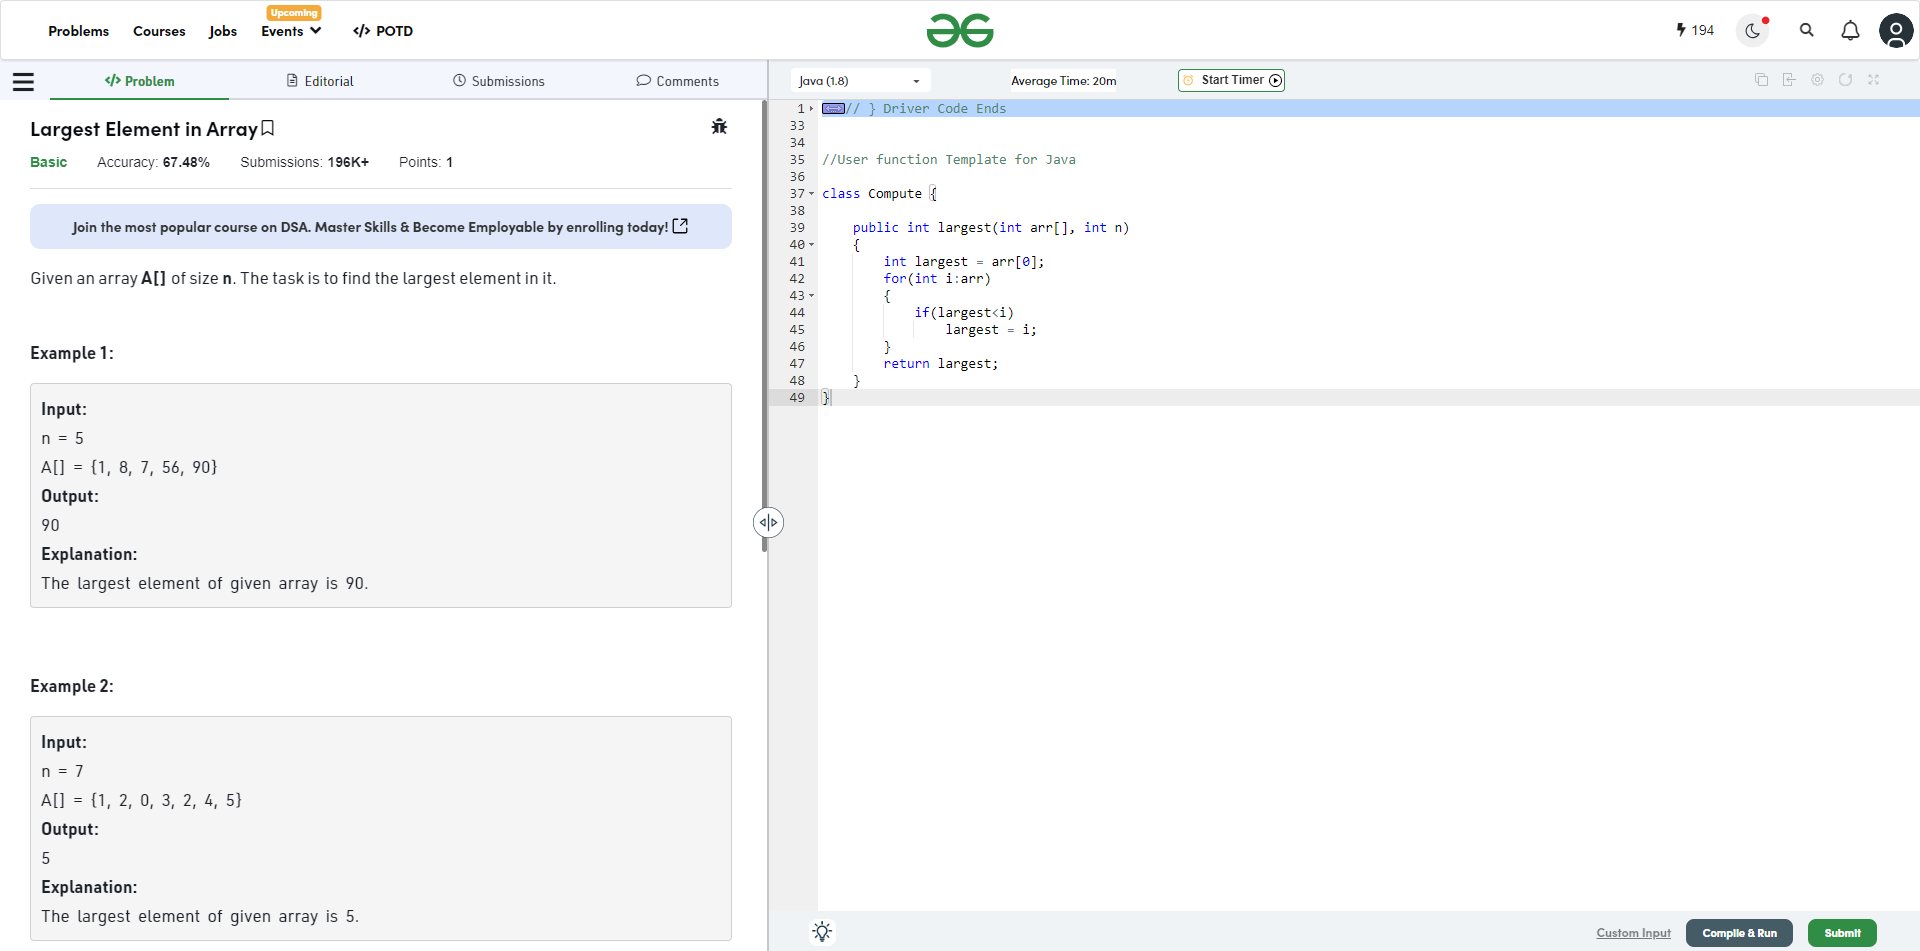 Problems Courses Jobs Upcoming Events </> POTD
194
</> Problem Editorial Submissions Comments
Largest Element in Array
Basic Accuracy: 67.48% Submissions: 196K+ Points: 1
Join the most popular course on DSA. Master Skills & Become Employable by enrolling today!
Given an array A[] of size n. The task is to find the largest element in it.
Example 1:
Input:
n = 5
A[] = {1, 8, 7, 56, 90}
Output:
90
Explanation:
The largest element of given array is 90.
Example 2:
Input:
n = 7
A[] = {1, 2, 0, 3, 2, 4, 5}
Output:
5
Explanation:
The largest element of given array is 5.
Java (1.8) Average Time: 20m Start Timer
1 // } Driver Code Ends
33
34
35 //User function Template for Java
36
37 class Compute {
38
39 public int largest(int arr[], int n)
40 {
41 int largest = arr[0];
42 for(int i:arr)
43 {
44 if(largest<i)
45 largest = i;
46 }
47 return largest;
48 }
49 }
Custom Input Compile & Run Submit